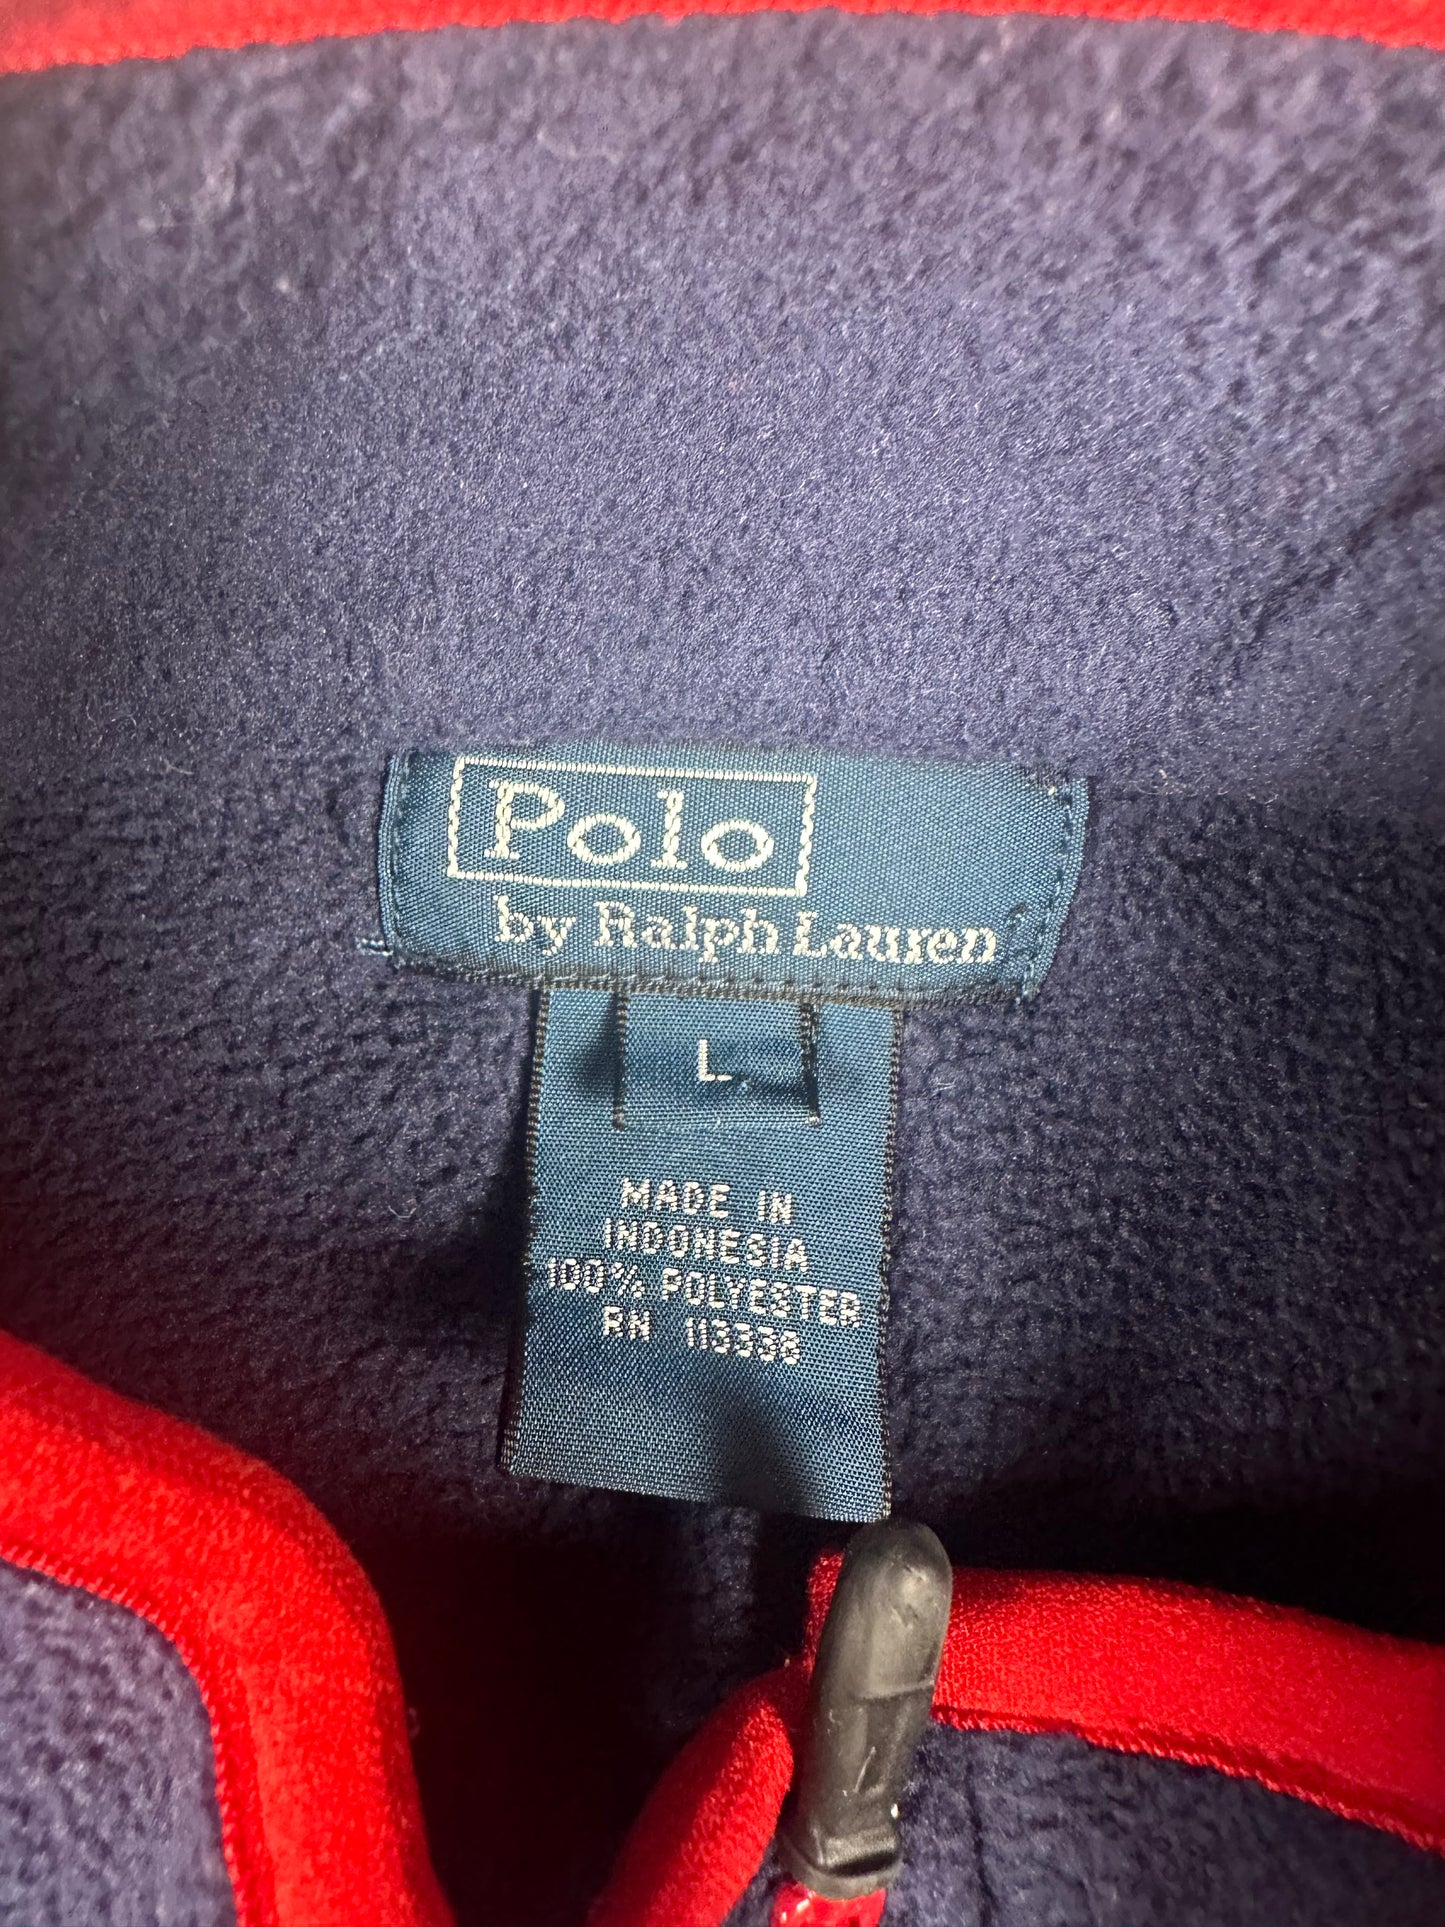 Polo
by Ralph Lauren
L
MADE IN
INDONESIA
100% POLYESTER
RN 113338